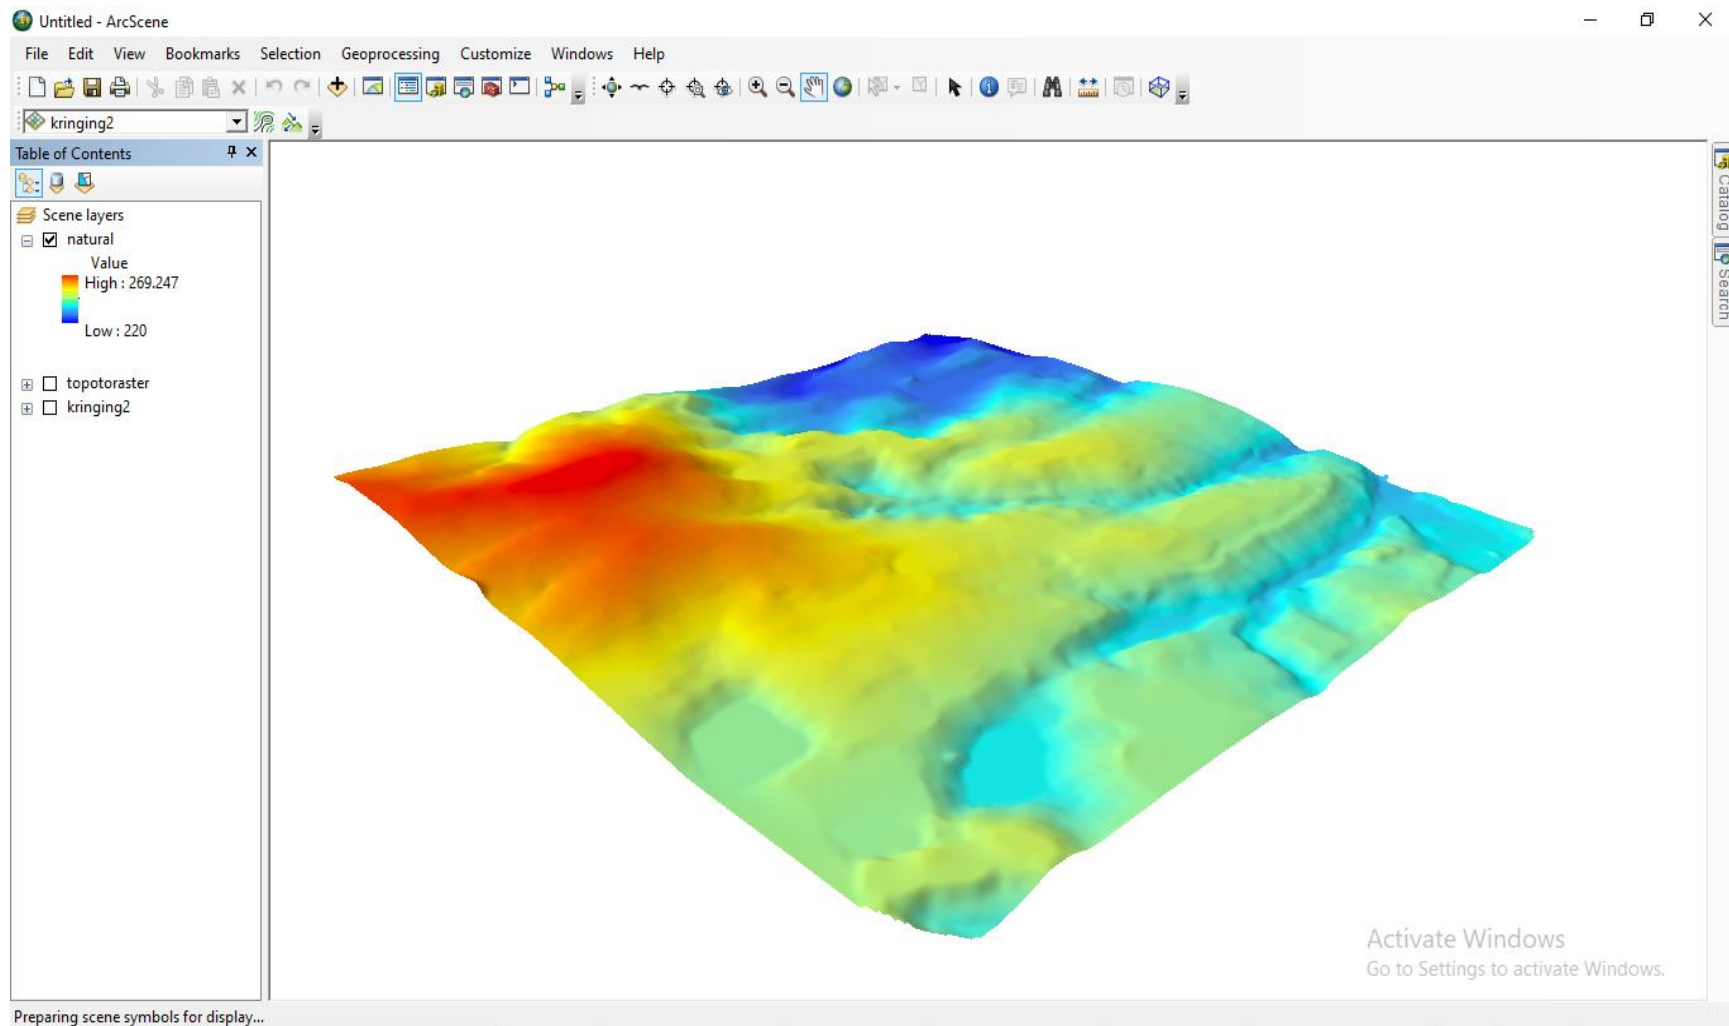 Untitled - ArcScene
File Edit View Bookmarks Selection Geoprocessing Customize Windows Help
kringing2
Table of Contents
Scene layers
natural
Value
High : 269.247
Low : 220
topotoraster
kringing2
Catalog
Search
Activate Windows
Go to Settings to activate Windows.
Preparing scene symbols for display...